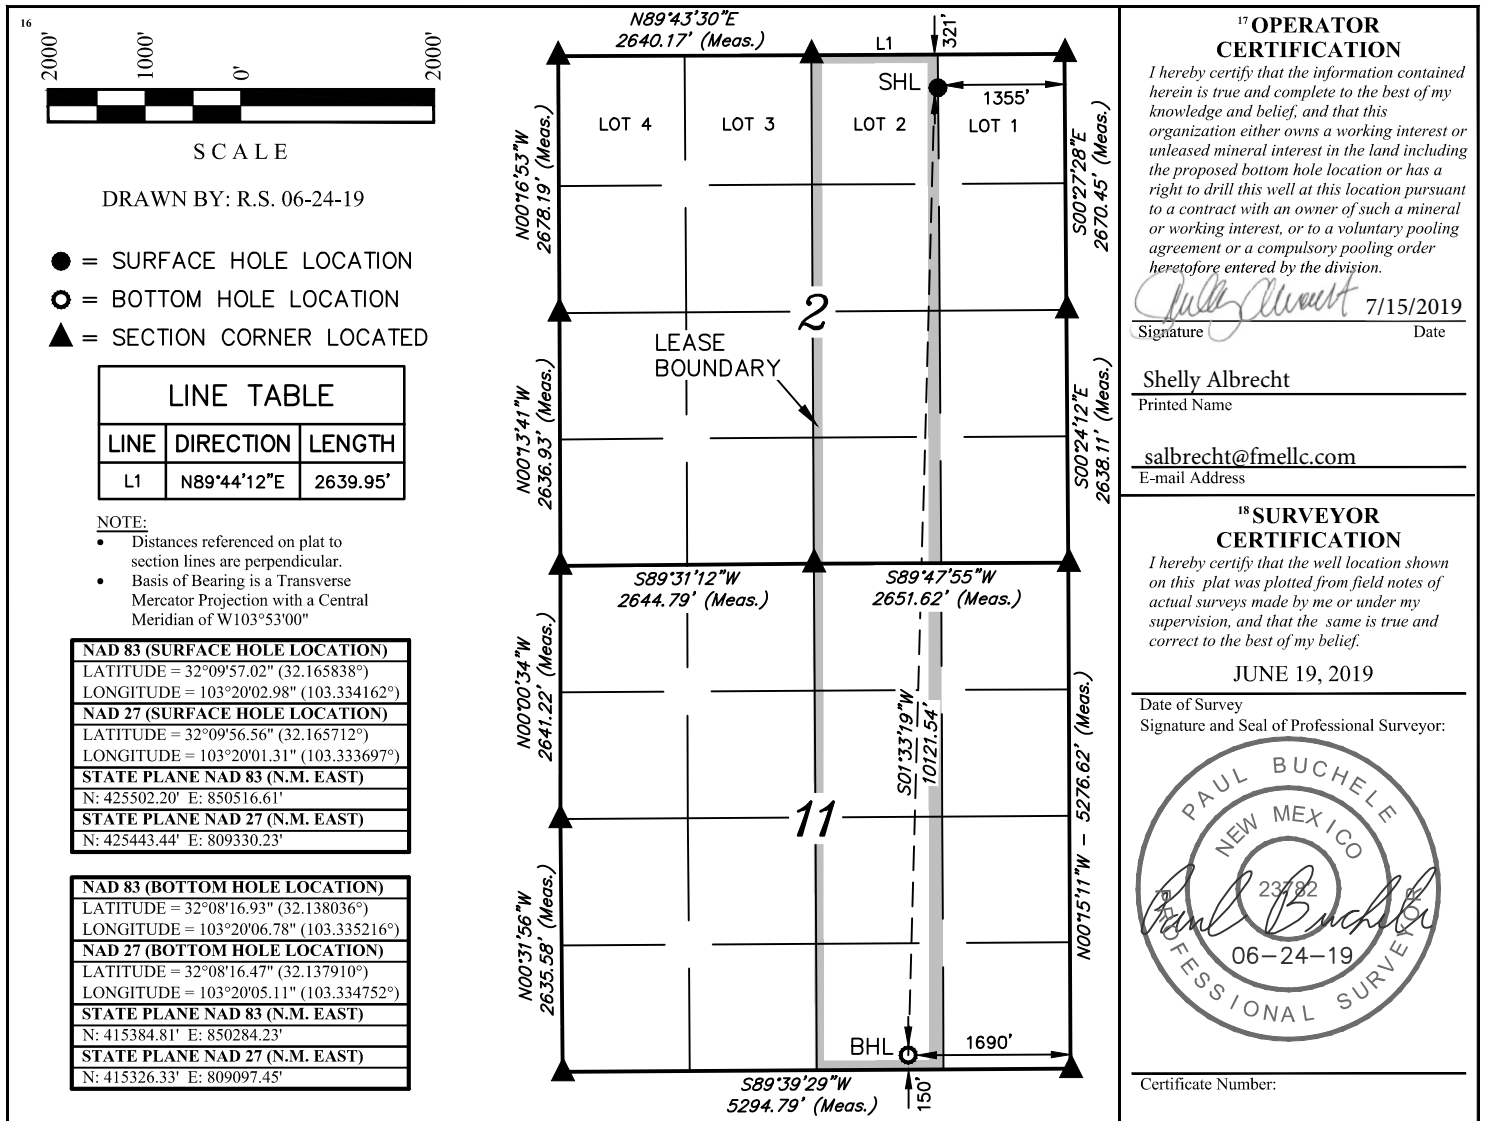 16
2000'
1000'
0'
2000'
SCALE
DRAWN BY: R.S. 06-24-19
= SURFACE HOLE LOCATION
= BOTTOM HOLE LOCATION
= SECTION CORNER LOCATED
LINE TABLE
LINE DIRECTION LENGTH
L1 N89°44'12"E 2639.95'
NOTE:
• Distances referenced on plat to
section lines are perpendicular.
• Basis of Bearing is a Transverse
Mercator Projection with a Central
Meridian of W103°53'00"
NAD 83 (SURFACE HOLE LOCATION)
LATITUDE = 32°09'57.02" (32.165838°)
LONGITUDE = 103°20'02.98" (103.334162°)
NAD 27 (SURFACE HOLE LOCATION)
LATITUDE = 32°09'56.56" (32.165712°)
LONGITUDE = 103°20'01.31" (103.333697°)
STATE PLANE NAD 83 (N.M. EAST)
N: 425502.20' E: 850516.61'
STATE PLANE NAD 27 (N.M. EAST)
N: 425443.44' E: 809330.23'
NAD 83 (BOTTOM HOLE LOCATION)
LATITUDE = 32°08'16.93" (32.138036°)
LONGITUDE = 103°20'06.78" (103.335216°)
NAD 27 (BOTTOM HOLE LOCATION)
LATITUDE = 32°08'16.47" (32.137910°)
LONGITUDE = 103°20'05.11" (103.334752°)
STATE PLANE NAD 83 (N.M. EAST)
N: 415384.81' E: 850284.23'
STATE PLANE NAD 27 (N.M. EAST)
N: 415326.33' E: 809097.45'
N89°43'30"E
2640.17' (Meas.)
L1
321'
SHL
1355'
LOT 4
LOT 3
LOT 2
LOT 1
N00°16'53"W
2678.19' (Meas.)
S00°27'28"E
2670.45' (Meas.)
2
LEASE
BOUNDARY
N00°13'41"W
2636.93' (Meas.)
S00°24'12"E
2638.11' (Meas.)
S89°31'12"W
2644.79' (Meas.)
S89°47'55"W
2651.62' (Meas.)
N00°00'34"W
2641.22' (Meas.)
S01°33'19"W
10121.54'
N00°15'11"W – 5276.62' (Meas.)
11
N00°31'56"W
2635.58' (Meas.)
BHL
1690'
S89°39'29"W
5294.79' (Meas.)
150'
17 OPERATOR
CERTIFICATION
I hereby certify that the information contained
herein is true and complete to the best of my
knowledge and belief, and that this
organization either owns a working interest or
unleased mineral interest in the land including
the proposed bottom hole location or has a
right to drill this well at this location pursuant
to a contract with an owner of such a mineral
or working interest, or to a voluntary pooling
agreement or a compulsory pooling order
heretofore entered by the division.
Shelly Albrecht 7/15/2019
Signature Date
Shelly Albrecht
Printed Name
salbrecht@fmellc.com
E-mail Address
18 SURVEYOR
CERTIFICATION
I hereby certify that the well location shown
on this plat was plotted from field notes of
actual surveys made by me or under my
supervision, and that the same is true and
correct to the best of my belief.
JUNE 19, 2019
Date of Survey
Signature and Seal of Professional Surveyor:
PAUL BUCHELE
NEW MEXICO
23782
Paul Buchele
06-24-19
PROFESSIONAL SURVEYOR
Certificate Number: